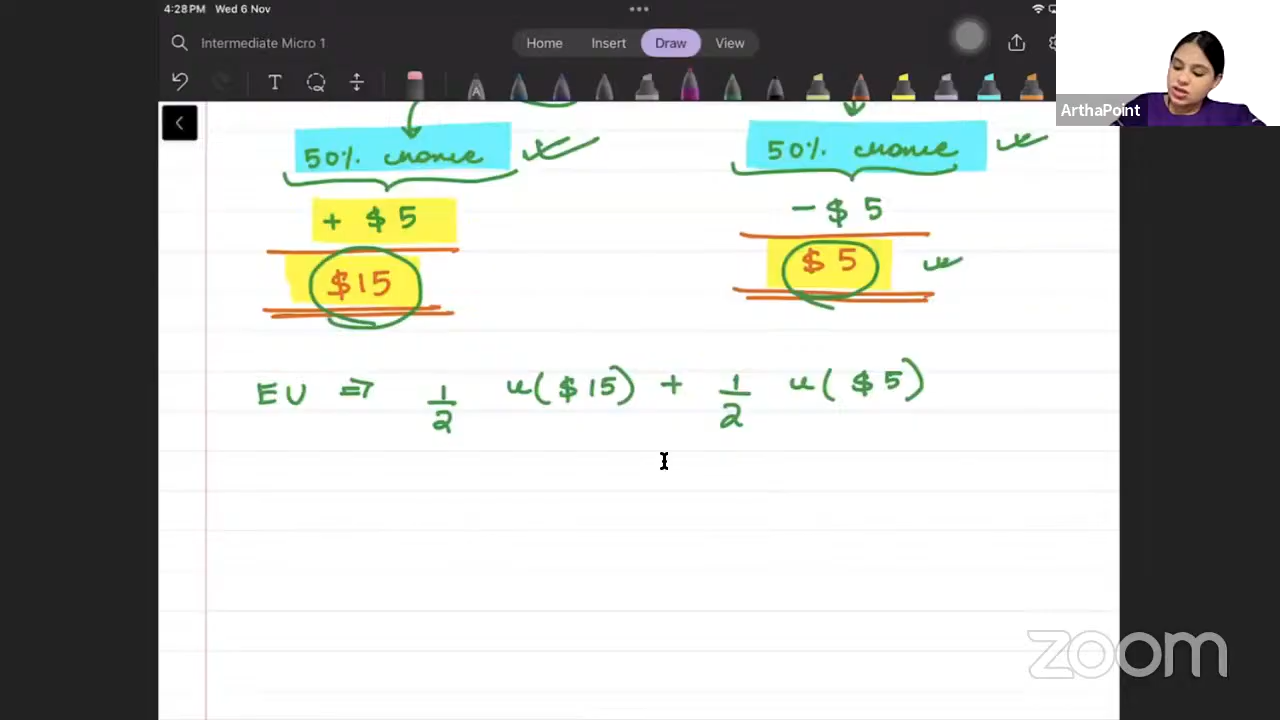 4:28 PM Wed 6 Nov
Intermediate Micro 1 Home Insert Draw View
T A
ArthaPoint
50% chance 50% chance
+ $ 5 - $ 5
$15 $ 5
EU ⇒ 1/2 u($15) + 1/2 u($5)
zoom